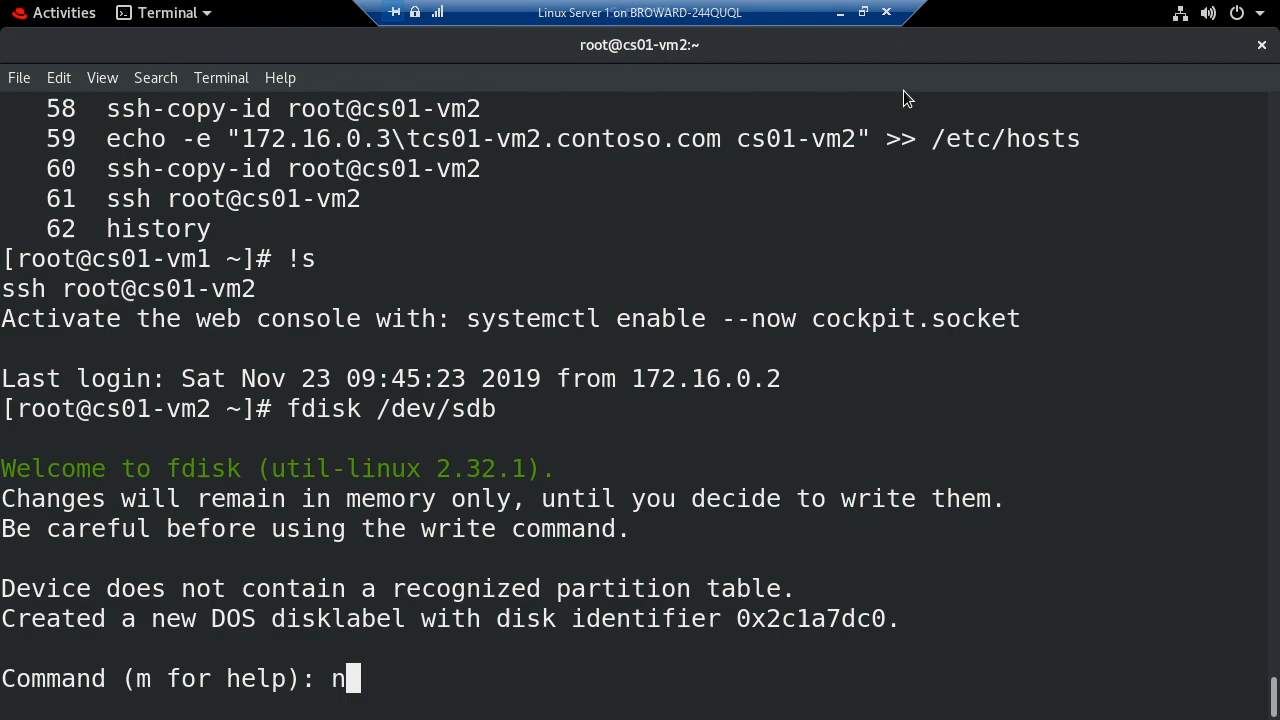 Activities Terminal Linux Server 1 on BROWARD-244QUQL
root@cs01-vm2:~
File Edit View Search Terminal Help
58 ssh-copy-id root@cs01-vm2
59 echo -e "172.16.0.3\tcs01-vm2.contoso.com cs01-vm2" >> /etc/hosts
60 ssh-copy-id root@cs01-vm2
61 ssh root@cs01-vm2
62 history
[root@cs01-vm1 ~]# !s
ssh root@cs01-vm2
Activate the web console with: systemctl enable --now cockpit.socket
Last login: Sat Nov 23 09:45:23 2019 from 172.16.0.2
[root@cs01-vm2 ~]# fdisk /dev/sdb
Welcome to fdisk (util-linux 2.32.1).
Changes will remain in memory only, until you decide to write them.
Be careful before using the write command.
Device does not contain a recognized partition table.
Created a new DOS disklabel with disk identifier 0x2c1a7dc0.
Command (m for help): n